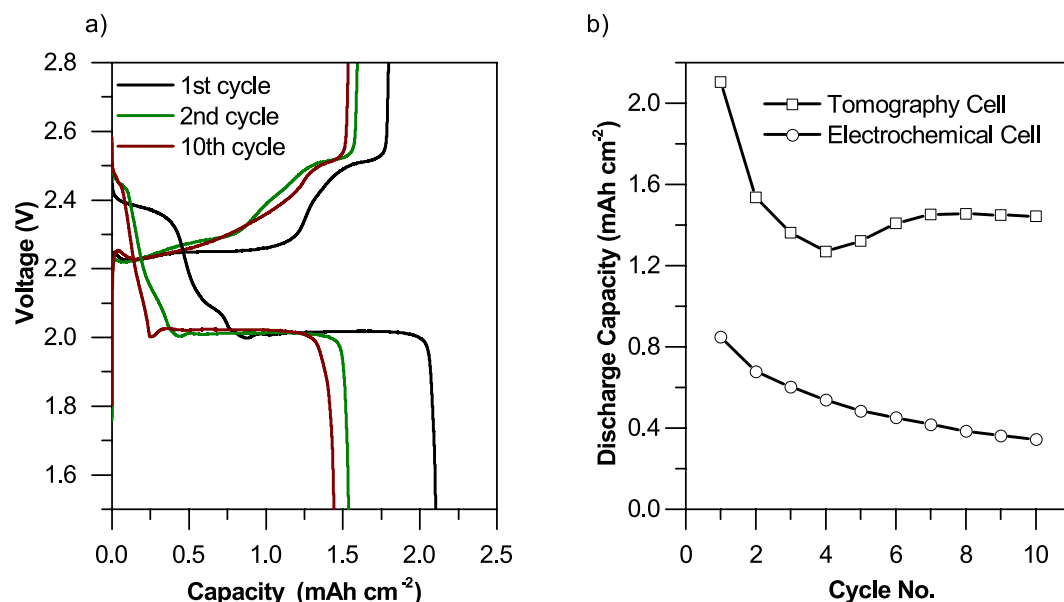 a)
2.8
2.6
2.4
2.2
2.0
1.8
1.6
Voltage (V)
1st cycle
2nd cycle
10th cycle
0.0 0.5 1.0 1.5 2.0 2.5
Capacity (mAh cm⁻²)
b)
2.0
1.6
1.2
0.8
0.4
0.0
Discharge Capacity (mAh cm⁻²)
Tomography Cell
Electrochemical Cell
0 2 4 6 8 10
Cycle No.